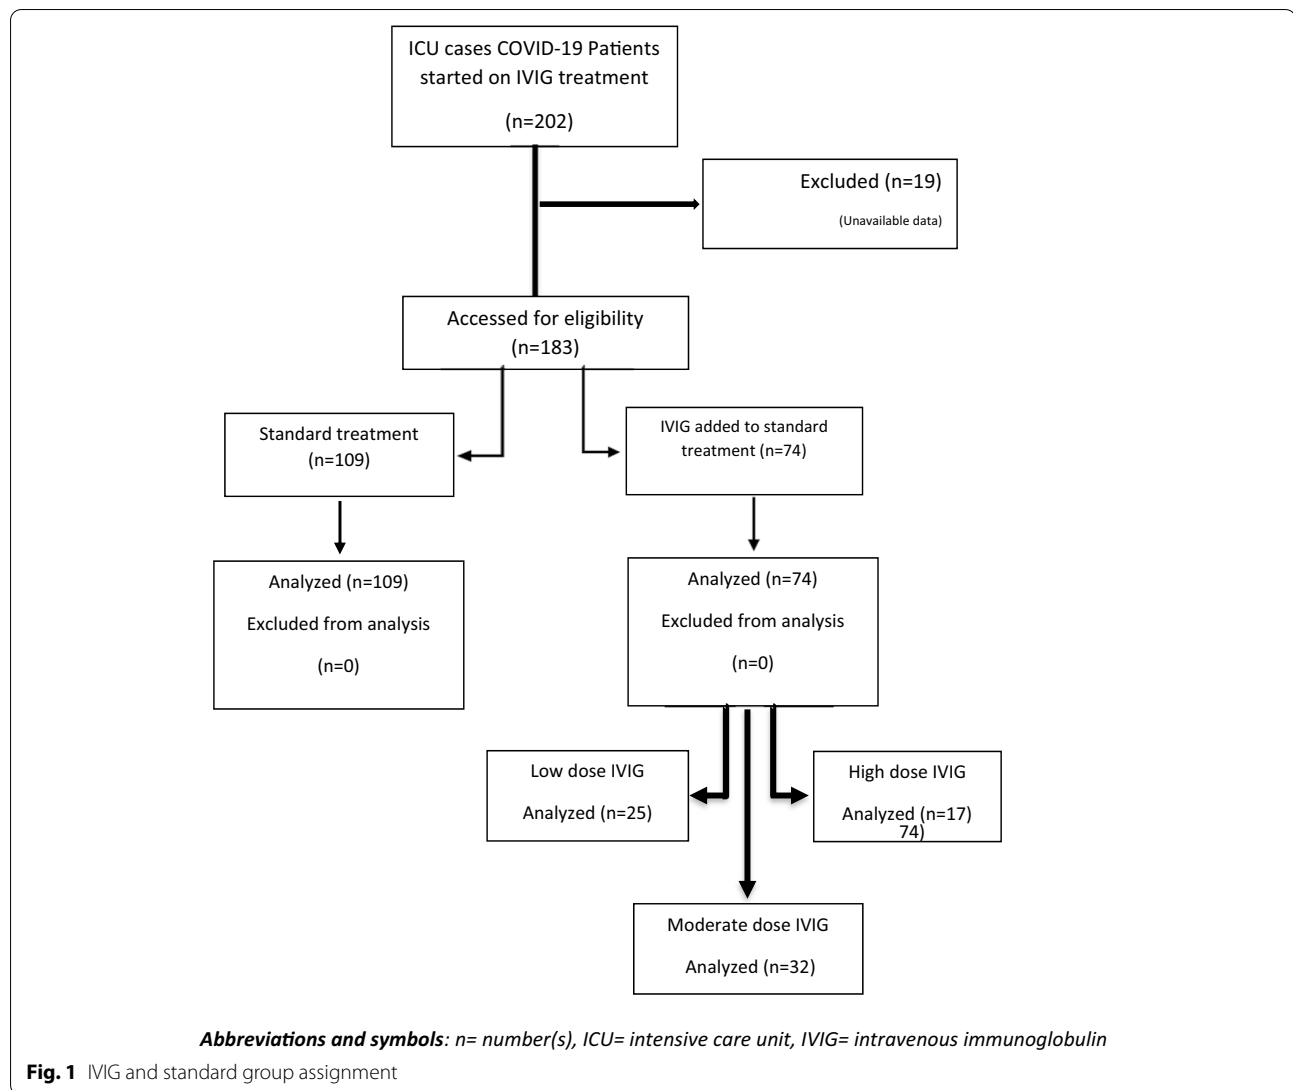 ICU cases COVID-19 Patients
started on IVIG treatment
(n=202)
Excluded (n=19)
(Unavailable data)
Accessed for eligibility
(n=183)
Standard treatment
(n=109)
IVIG added to standard
treatment (n=74)
Analyzed (n=109)
Excluded from analysis
(n=0)
Analyzed (n=74)
Excluded from analysis
(n=0)
Low dose IVIG
Analyzed (n=25)
High dose IVIG
Analyzed (n=17)
74)
Moderate dose IVIG
Analyzed (n=32)
Abbreviations and symbols: n= number(s), ICU= intensive care unit, IVIG= intravenous immunoglobulin
Fig. 1 IVIG and standard group assignment